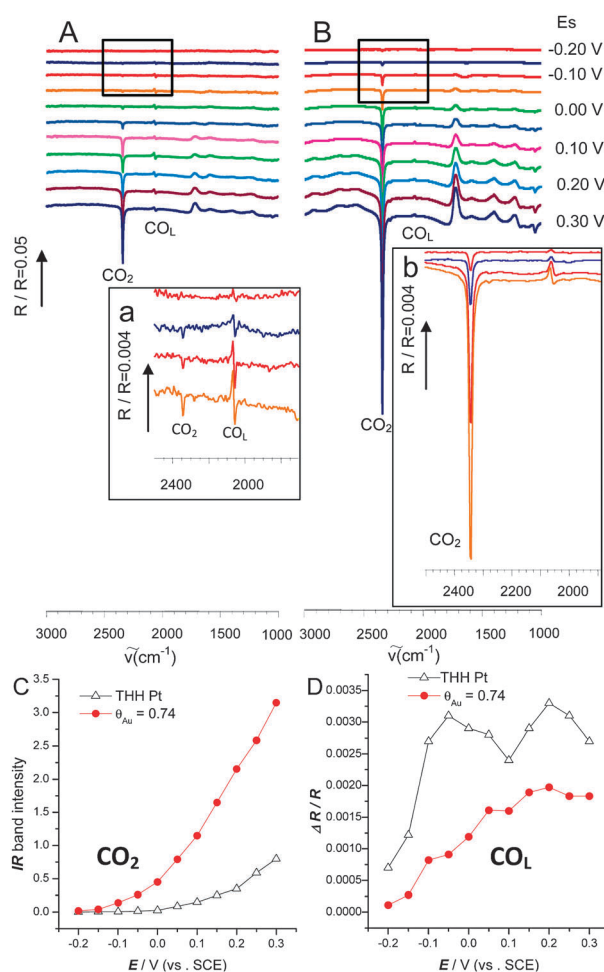 A
B
Es
-0.20 V
-0.10 V
0.00 V
0.10 V
0.20 V
0.30 V
R / R=0.05
CO2
COL
a
R / R=0.004
CO2
COL
2400 2000
CO2
COL
b
R / R=0.004
CO2
2400 2200 2000
3000 2500 2000 1500 1000
ṽ(cm-1)
3000 2500 2000 1500 1000
ṽ(cm-1)
C
THH Pt
θAu = 0.74
IR band intensity
3.5
3.0
2.5
2.0
1.5
1.0
0.5
0.0
CO2
-0.2 -0.1 0.0 0.1 0.2 0.3
E / V (vs . SCE)
D
THH Pt
θAu = 0.74
ΔR / R
0.0035
0.0030
0.0025
0.0020
0.0015
0.0010
0.0005
0.0000
COL
-0.2 -0.1 0.0 0.1 0.2 0.3
E / V (vs . SCE)